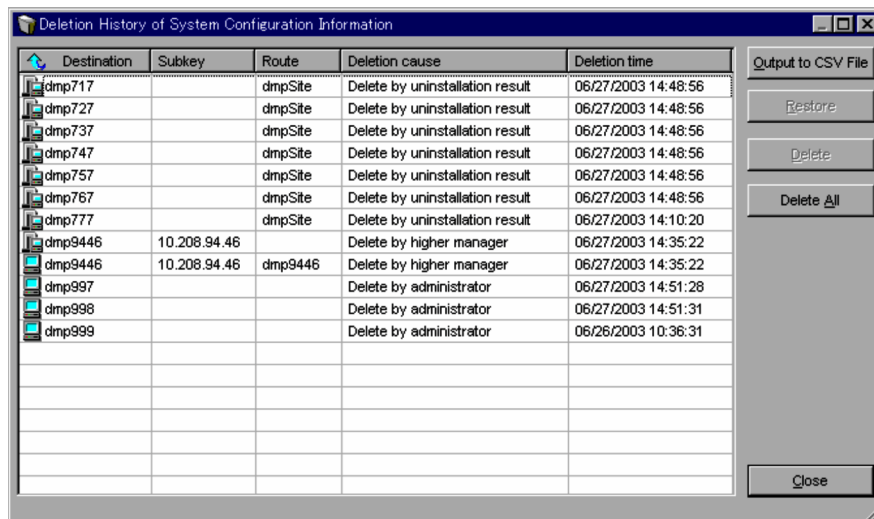 Deletion History of System Configuration Information
Destination Subkey Route Deletion cause Deletion time
dmp717 dmpSite Delete by uninstallation result 06/27/2003 14:48:56
dmp727 dmpSite Delete by uninstallation result 06/27/2003 14:48:56
dmp737 dmpSite Delete by uninstallation result 06/27/2003 14:48:56
dmp747 dmpSite Delete by uninstallation result 06/27/2003 14:48:56
dmp757 dmpSite Delete by uninstallation result 06/27/2003 14:48:56
dmp767 dmpSite Delete by uninstallation result 06/27/2003 14:48:56
dmp777 dmpSite Delete by uninstallation result 06/27/2003 14:10:20
dmp9446 10.208.94.46 Delete by higher manager 06/27/2003 14:35:22
dmp9446 10.208.94.46 dmp9446 Delete by higher manager 06/27/2003 14:35:22
dmp997 Delete by administrator 06/27/2003 14:51:28
dmp998 Delete by administrator 06/27/2003 14:51:31
dmp999 Delete by administrator 06/26/2003 10:36:31
Output to CSV File
Restore
Delete
Delete All
Close